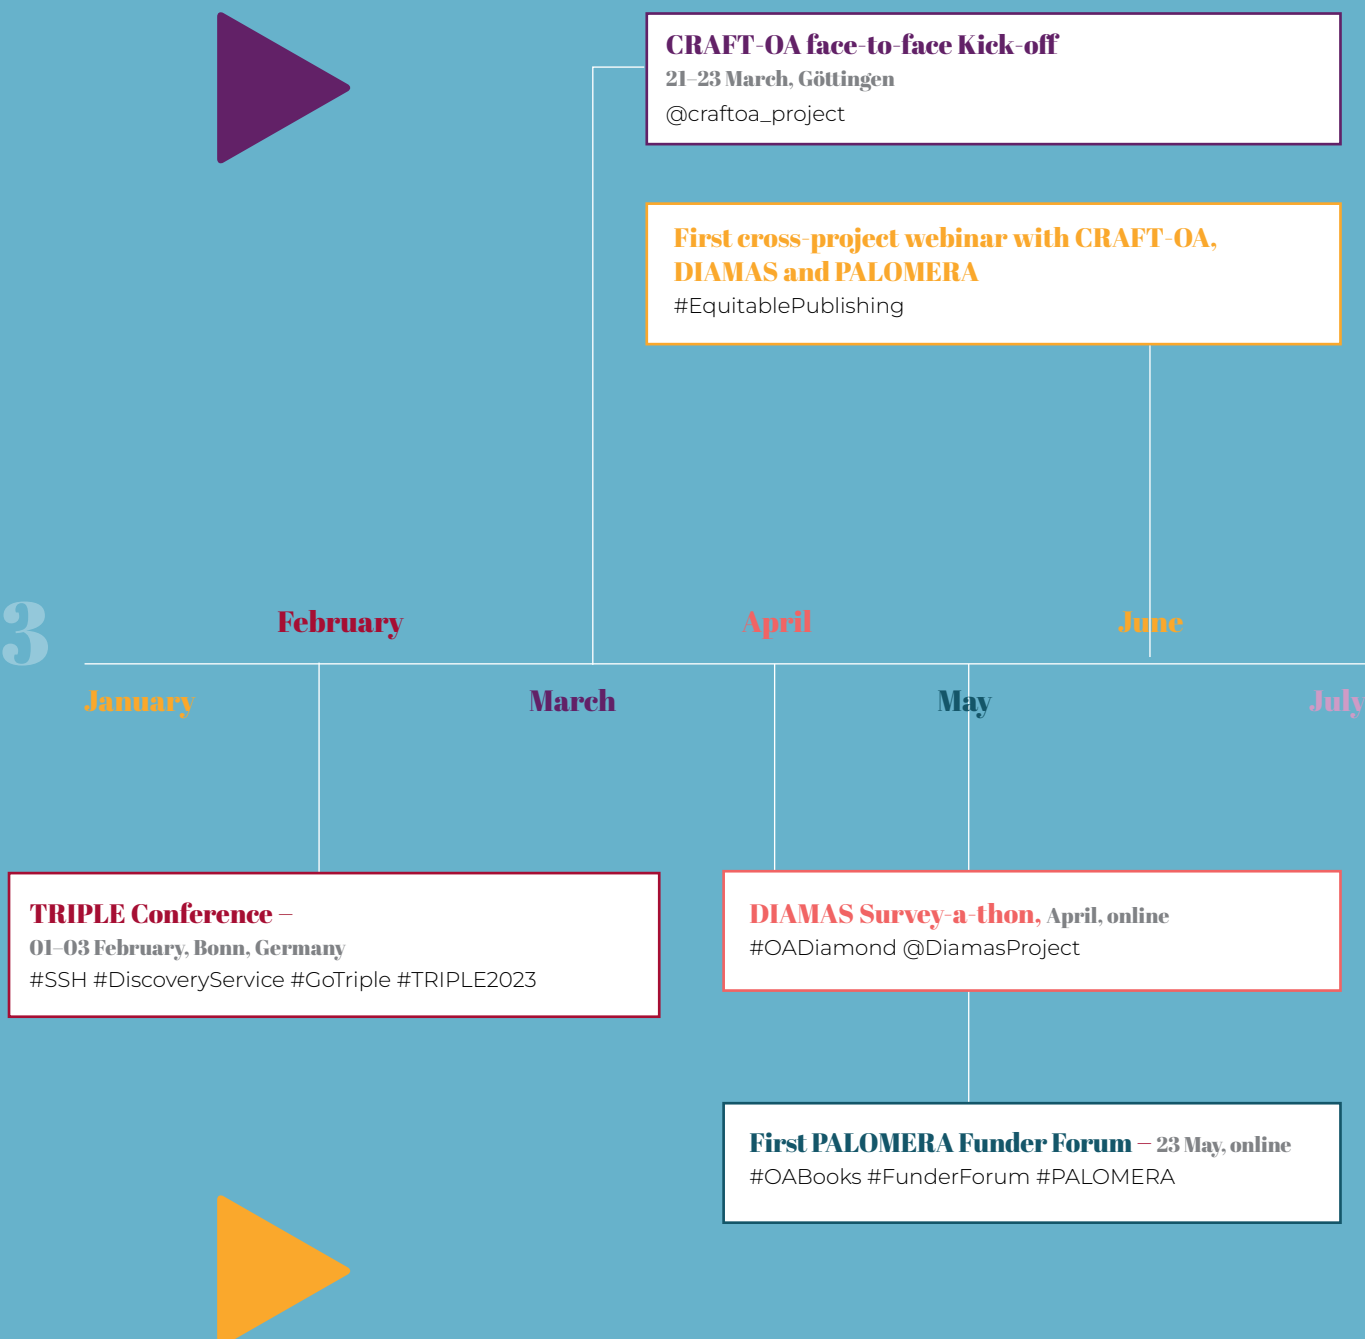 CRAFT-OA face-to-face Kick-off
21–23 March, Göttingen
@craftoa_project
First cross-project webinar with CRAFT-OA,
DIAMAS and PALOMERA
#EquitablePublishing
3
February
April
June
January
March
May
July
TRIPLE Conference –
01–03 February, Bonn, Germany
#SSH #DiscoveryService #GoTriple #TRIPLE2023
DIAMAS Survey-a-thon, April, online
#OADiamond @DiamasProject
First PALOMERA Funder Forum – 23 May, online
#OABooks #FunderForum #PALOMERA